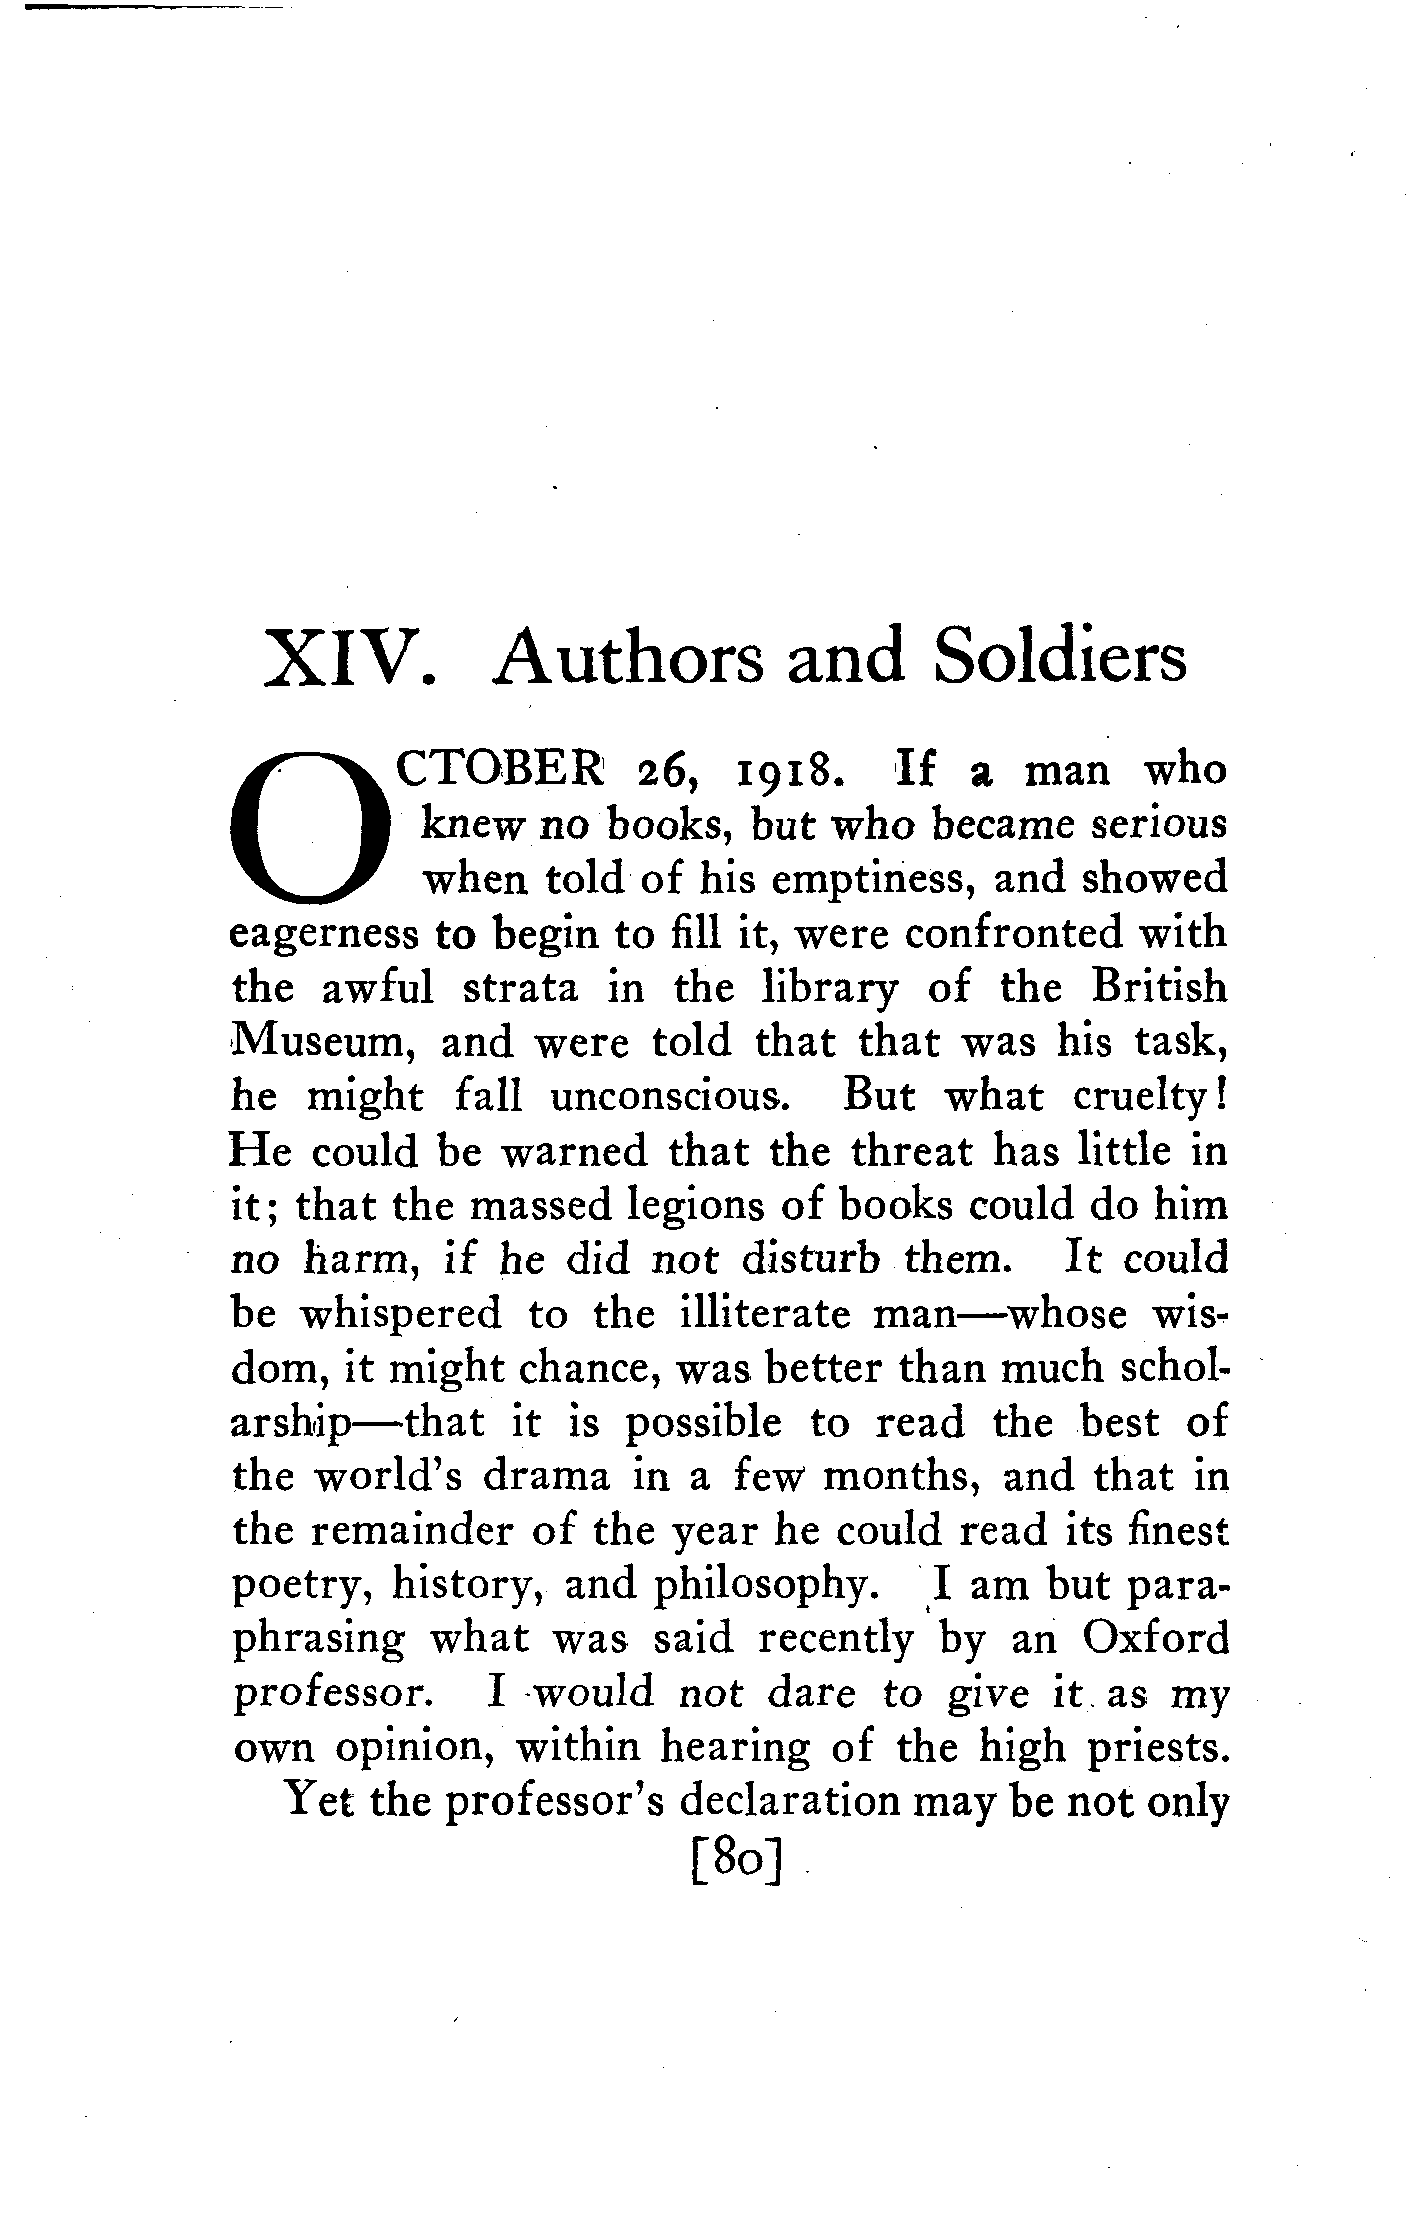 XIV. Authors and Soldiers
OCTOBER 26, 1918. If a man who
knew no books, but who became serious
when told of his emptiness, and showed
eagerness to begin to fill it, were confronted with
the awful strata in the library of the British
Museum, and were told that that was his task,
he might fall unconscious. But what cruelty!
He could be warned that the threat has little in
it; that the massed legions of books could do him
no harm, if he did not disturb them. It could
be whispered to the illiterate man—whose wis-
dom, it might chance, was better than much schol-
arship—that it is possible to read the best of
the world's drama in a few months, and that in
the remainder of the year he could read its finest
poetry, history, and philosophy. I am but para-
phrasing what was said recently by an Oxford
professor. I would not dare to give it as my
own opinion, within hearing of the high priests.
Yet the professor's declaration may be not only
[80]